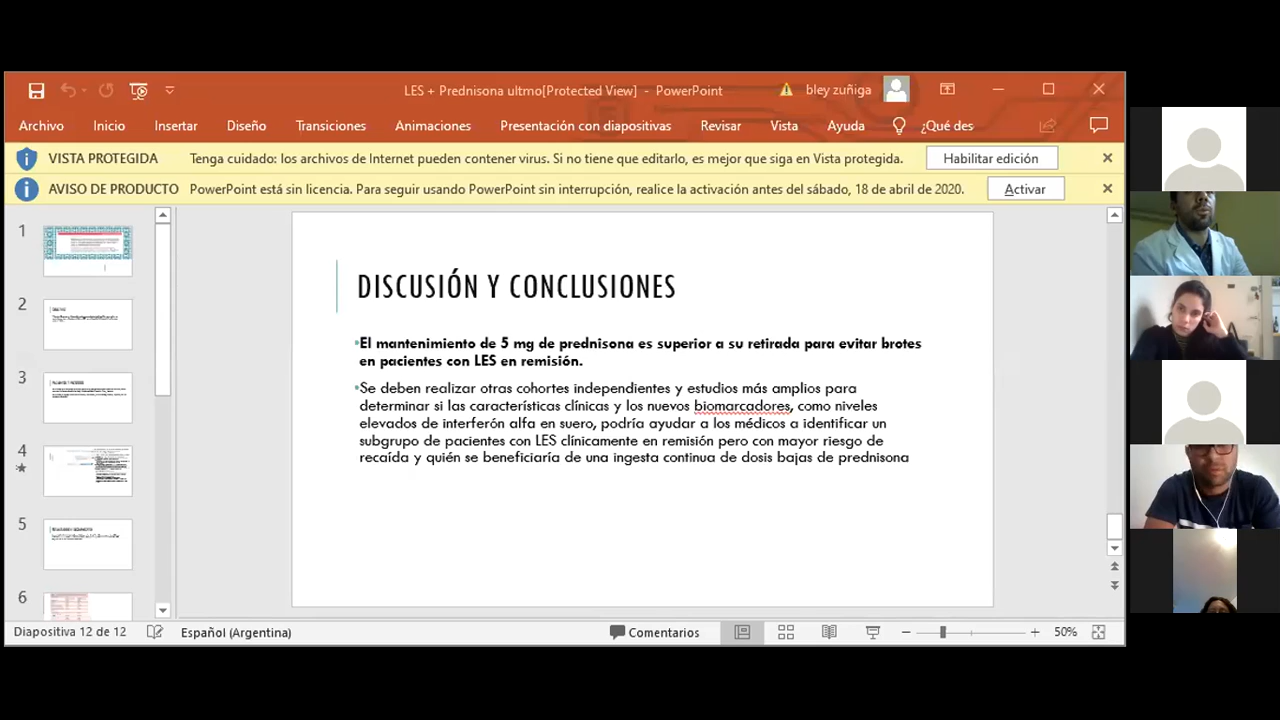 LES + Prednisona ultmo[Protected View] - PowerPoint
bley zuñiga
Archivo Inicio Insertar Diseño Transiciones Animaciones Presentación con diapositivas Revisar Vista Ayuda ¿Qué des
VISTA PROTEGIDA Tenga cuidado: los archivos de Internet pueden contener virus. Si no tiene que editarlo, es mejor que siga en Vista protegida. Habilitar edición
AVISO DE PRODUCTO PowerPoint está sin licencia. Para seguir usando PowerPoint sin interrupción, realice la activación antes del sábado, 18 de abril de 2020. Activar
1
2
3
4
5
6
DISCUSIÓN Y CONCLUSIONES
El mantenimiento de 5 mg de prednisona es superior a su retirada para evitar brotes
en pacientes con LES en remisión.
Se deben realizar otras cohortes independientes y estudios más amplios para
determinar si las características clínicas y los nuevos biomarcadores, como niveles
elevados de interferón alfa en suero, podría ayudar a los médicos a identificar un
subgrupo de pacientes con LES clínicamente en remisión pero con mayor riesgo de
recaída y quién se beneficiaría de una ingesta continua de dosis bajas de prednisona
Diapositiva 12 de 12 Español (Argentina) Comentarios 50%